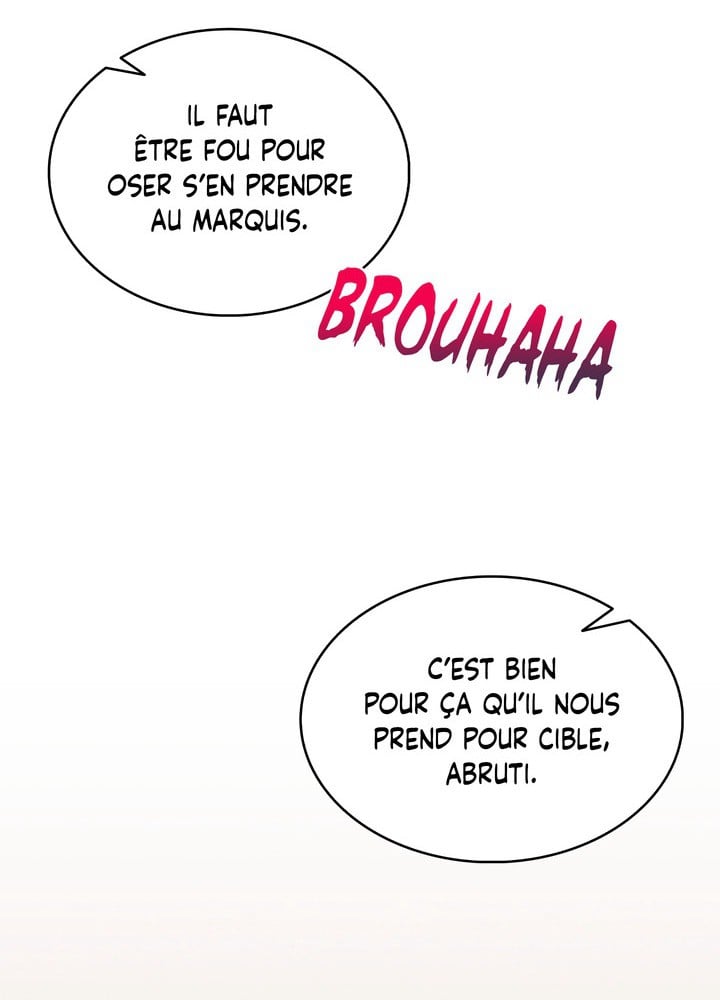 IL FAUT
ÊTRE FOU POUR
OSER S'EN PRENDRE
AU MARQUIS.
BROUHAHA
C'EST BIEN
POUR ÇA QU'IL NOUS
PREND POUR CIBLE,
ABRUTI.